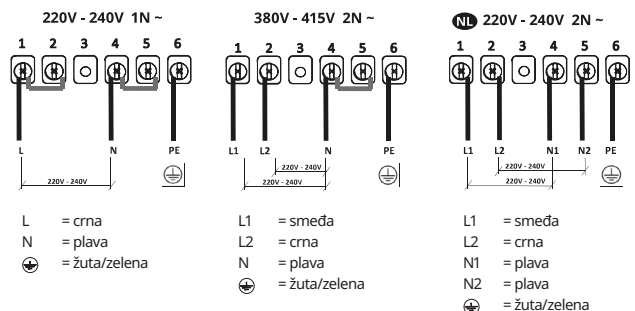 220V - 240V 1N ~
1 2 3 4 5 6
L N PE
220V - 240V
L = crna
N = plava
= žuta/zelena
380V - 415V 2N ~
1 2 3 4 5 6
L1 L2 N PE
220V - 240V
220V - 240V
L1 = smeđa
L2 = crna
N = plava
= žuta/zelena
NL 220V - 240V 2N ~
1 2 3 4 5 6
L1 L2 N1 N2 PE
220V - 240V
220V - 240V
L1 = smeđa
L2 = crna
N1 = plava
N2 = plava
= žuta/zelena